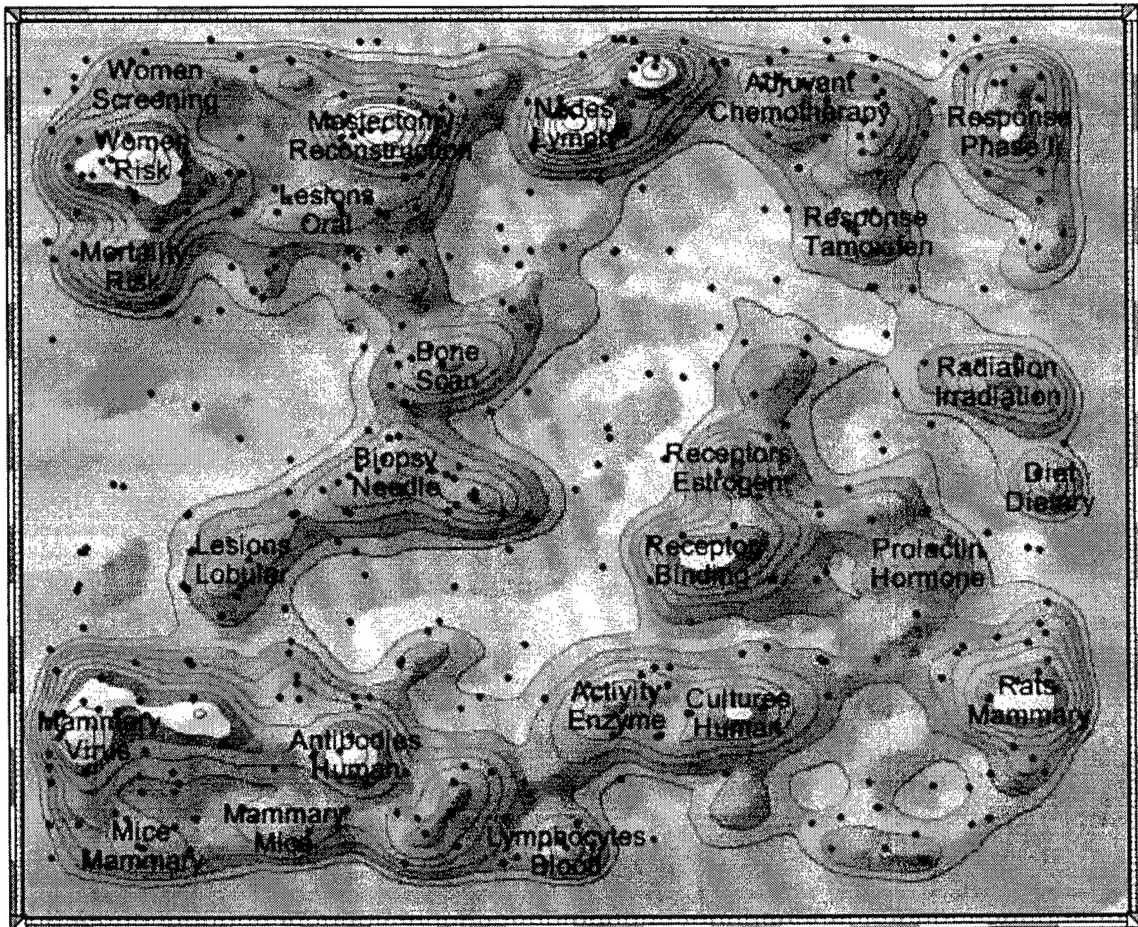 Women
Screening
Women
Risk
Mortality
Risk
Mastectomy
Reconstruction
Lesions
Oral
Nodes
Lymph
Adjuvant
Chemotherapy
Response
Phase II
Response
Tamoxifen
Bone
Scan
Radiation
Irradiation
Biopsy
Needle
Receptors
Estrogen
Diet
Dietary
Lesions
Lobular
Receptor
Binding
Prolactin
Hormone
Mammary
Virus
Antibodies
Human
Activity
Enzyme
Cultures
Human
Rats
Mammary
Mice
Mammary
Mammary
Mice
Lymphocytes
Blood